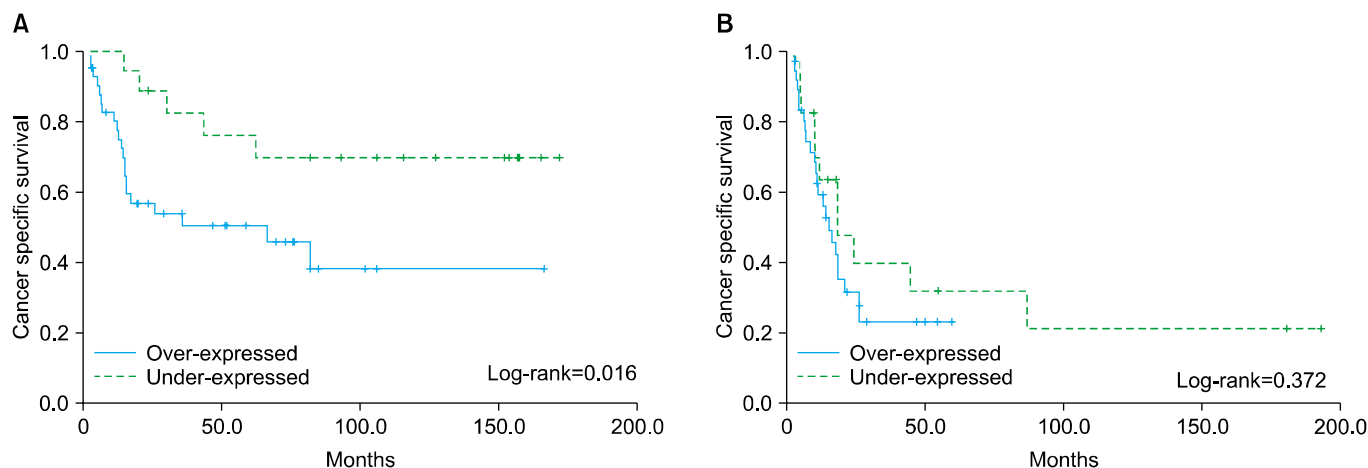 A
Cancer specific survival
1.0
0.8
0.6
0.4
0.2
0.0
Over-expressed
Under-expressed
Log-rank=0.016
0 50.0 100.0 150.0 200.0
Months
B
Cancer specific survival
1.0
0.8
0.6
0.4
0.2
0.0
Over-expressed
Under-expressed
Log-rank=0.372
0 50.0 100.0 150.0 200.0
Months